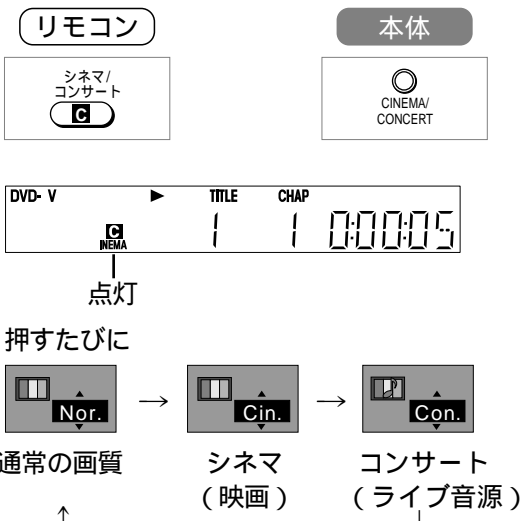 リモコン
本体
シネマ/
コンサート
C
CINEMA/
CONCERT
DVD- V TITLE CHAP
C
INEMA
1 1 0:00:05
点灯
押すたびに
Nor. → Cin. → Con.
通常の画質 シネマ コンサート
(映画) (ライブ音源)